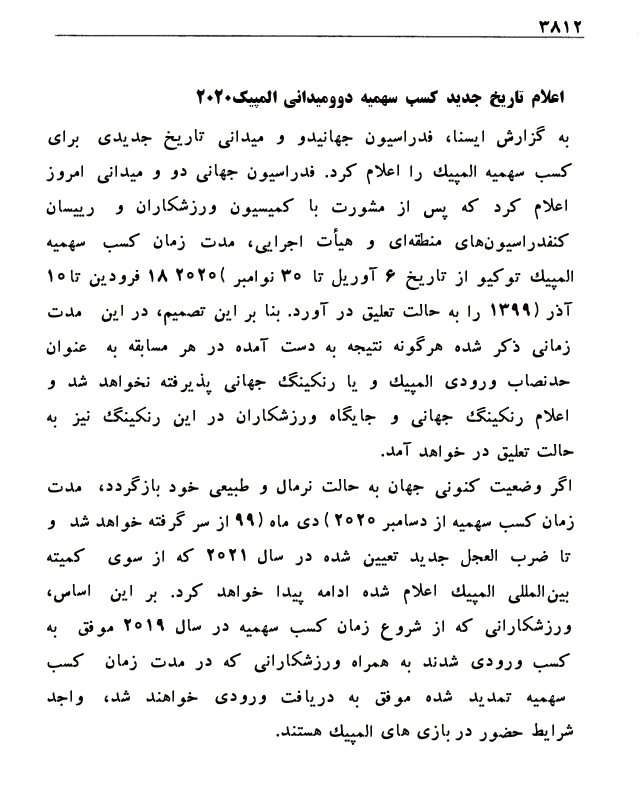 ۳۸۱۲
اعلام تاریخ جدید کسب سهمیه دوومیدانی المپیک۲۰۲۰
به گزارش ایسنا، فدراسیون جهانیدو و میدانی تاریخ جدیدی برای
کسب سهمیه المپیك را اعلام کرد. فدراسیون جهانی دو و میدانی امروز
اعلام کرد که پس از مشورت با کمیسیون ورزشکاران و رییسان
کنفدراسیون‌های منطقه‌ای و هیأت اجرایی، مدت زمان کسب سهمیه
المپیك توکیو از تاریخ ۶ آوریل تا ۳۰ نوامبر )۲۰۲۰ ۱۸ فرودین تا۱۰
آذر (۱۳۹۹ را به حالت تعلیق در آورد. بنا بر این تصمیم، در این مدت
زمانی ذکر شده هرگونه نتیجه به دست آمده در هر مسابقه به عنوان
حدنصاب ورودی المپیك و یا رنکینگ جهانی پذیرفته نخواهد شد و
اعلام رنکینگ جهانی و جایگاه ورزشکاران در این رنکینگ نیز به
حالت تعلیق در خواهد آمد.
اگر وضعیت کنونی جهان به حالت نرمال و طبیعی خود بازگردد، مدت
زمان کسب سهمیه از دسامبر ۲۰۲۰ )دی ماه (۹۹ از سر گرفته خواهد شد و
تا ضرب العجل جدید تعیین شده در سال ۲۰۲۱ که از سوی کمیته
بین‌المللی المپیك اعلام شده ادامه پیدا خواهد کرد. بر این اساس،
ورزشکارانی که از شروع زمان کسب سهمیه در سال ۲۰۱۹ موفق به
کسب ورودی شدند به همراه ورزشکارانی که در مدت زمان کسب
سهمیه تمدید شده موفق به دریافت ورودی خواهند شد، واجد
شرایط حضور در بازی های المپیك هستند.